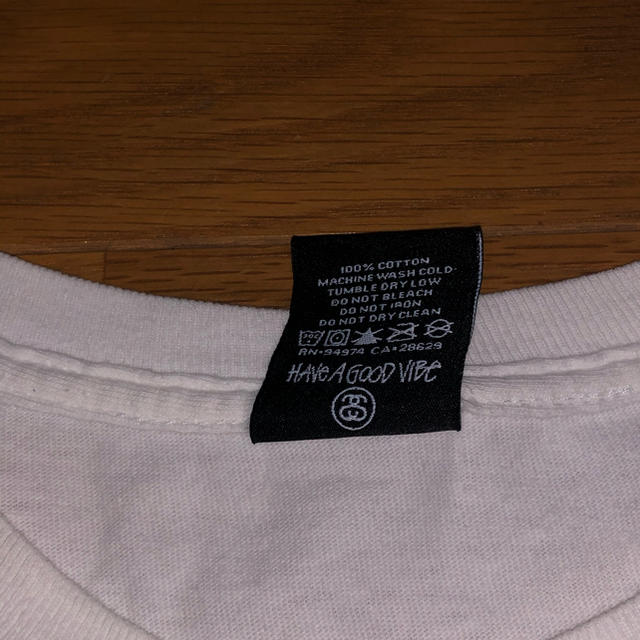 100% COTTON
MACHINE WASH COLD
TUMBLE DRY LOW
DO NOT BLEACH
DO NOT IRON
DO NOT DRY CLEAN
RN•94974 CA•28629
HAVE A GOOD VIBE